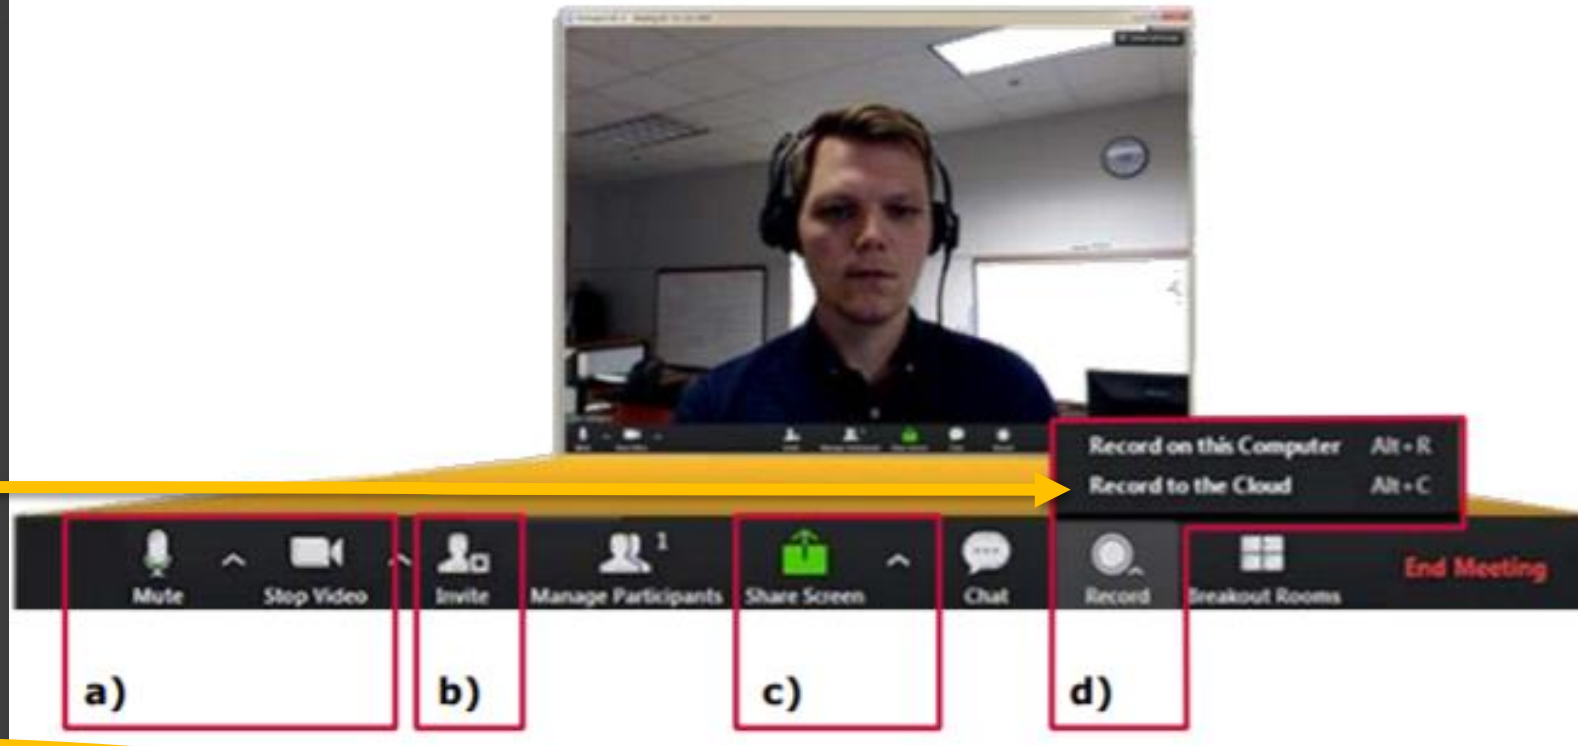 Record on this Computer Alt+R
Record to the Cloud Alt+C
1
Mute Stop Video Invite Manage Participants Share Screen Chat Record Breakout Rooms End Meeting
a) b) c) d)